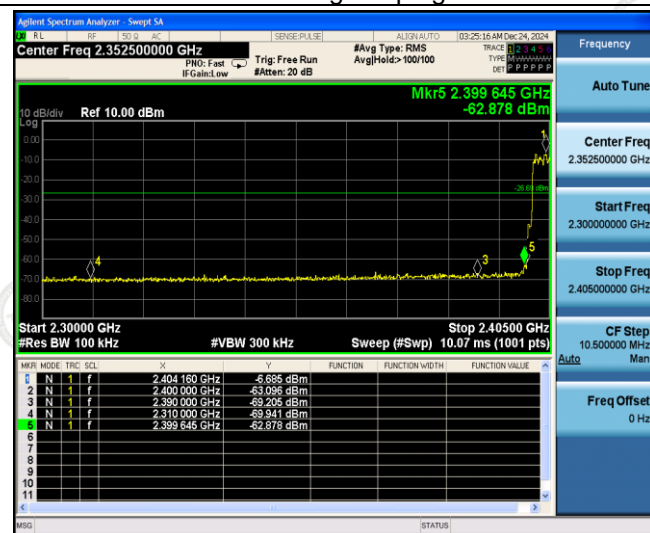 Agilent Spectrum Analyzer - Swept SA
RL RF 50 Ω AC SENSE:PULSE ALIGN AUTO 03:25:16 AM Dec 24, 2024
Center Freq 2.352500000 GHz
PNO: Fast
IFGain:Low
Trig: Free Run
#Atten: 20 dB
#Avg Type: RMS
Avg|Hold:>100/100
TRACE 1 2 3 4 5 6
TYPE M
DET P P P P P P
Frequency
Auto Tune
Center Freq
2.352500000 GHz
Start Freq
2.300000000 GHz
Stop Freq
2.405000000 GHz
CF Step
10.500000 MHz
Auto Man
Freq Offset
0 Hz
Mkr5 2.399 645 GHz
-62.878 dBm
10 dB/div Ref 10.00 dBm
Log
0.00
-10.0
-20.0
-30.0
-40.0
-50.0
-60.0
-70.0
-80.0
-26.69 dBm
1
4
3
5
Start 2.30000 GHz Stop 2.40500 GHz
#Res BW 100 kHz #VBW 300 kHz Sweep (#Swp) 10.07 ms (1001 pts)
MKR MODE TRC SCL X Y FUNCTION FUNCTION WIDTH FUNCTION VALUE
1 N 1 f 2.404 160 GHz -6.685 dBm
2 N 1 f 2.400 000 GHz -63.096 dBm
3 N 1 f 2.390 000 GHz -69.205 dBm
4 N 1 f 2.310 000 GHz -69.941 dBm
5 N 1 f 2.399 645 GHz -62.878 dBm
6
7
8
9
10
11
MSG STATUS